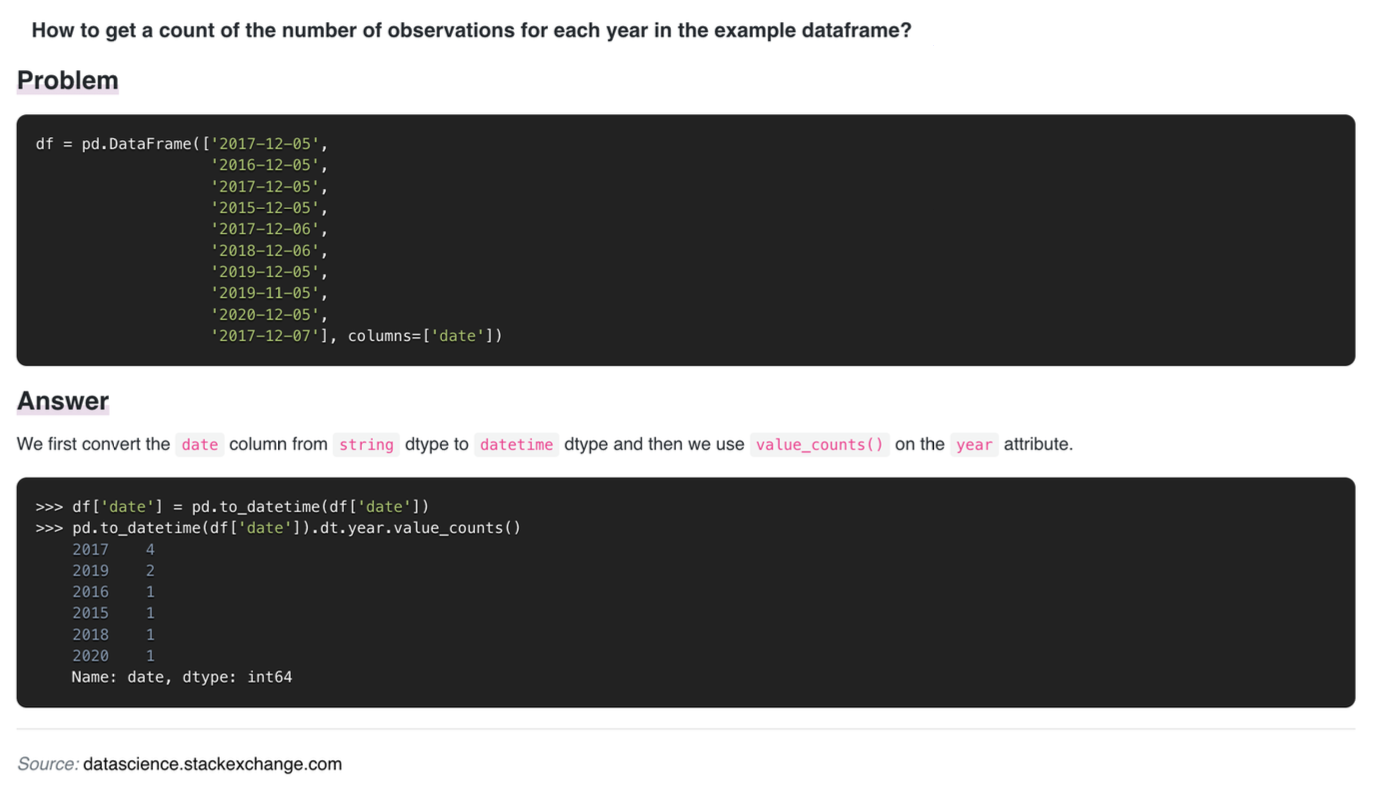 How to get a count of the number of observations for each year in the example dataframe?
Problem
df = pd.DataFrame(['2017-12-05',
'2016-12-05',
'2017-12-05',
'2015-12-05',
'2017-12-06',
'2018-12-06',
'2019-12-05',
'2019-11-05',
'2020-12-05',
'2017-12-07'], columns=['date'])
Answer
We first convert the date column from string dtype to datetime dtype and then we use value_counts() on the year attribute.
>>> df['date'] = pd.to_datetime(df['date'])
>>> pd.to_datetime(df['date']).dt.year.value_counts()
2017    4
2019    2
2016    1
2015    1
2018    1
2020    1
Name: date, dtype: int64
Source: datascience.stackexchange.com